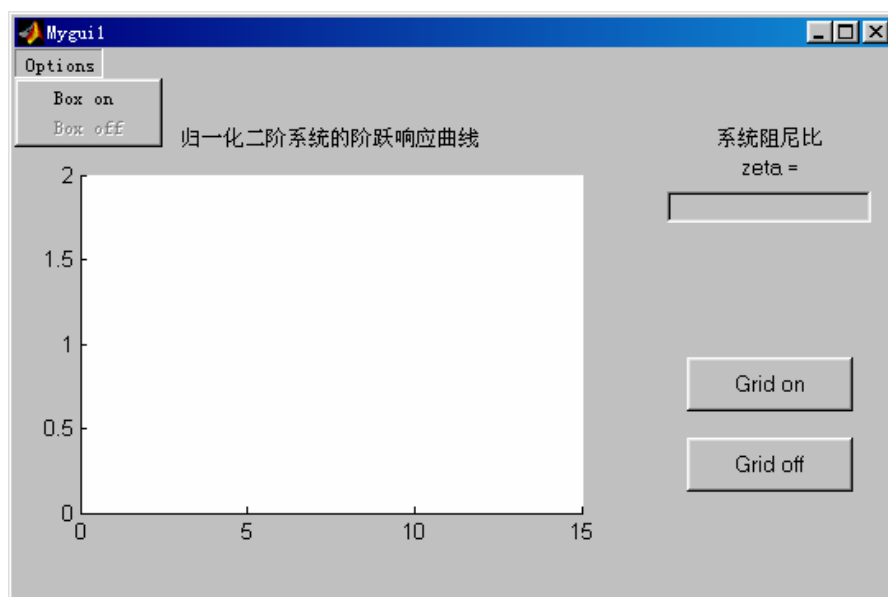 Mygui1
Options
Box on
Box off
归一化二阶系统的阶跃响应曲线
系统阻尼比
zeta =
2
1.5
1
0.5
0
0
5
10
15
Grid on
Grid off